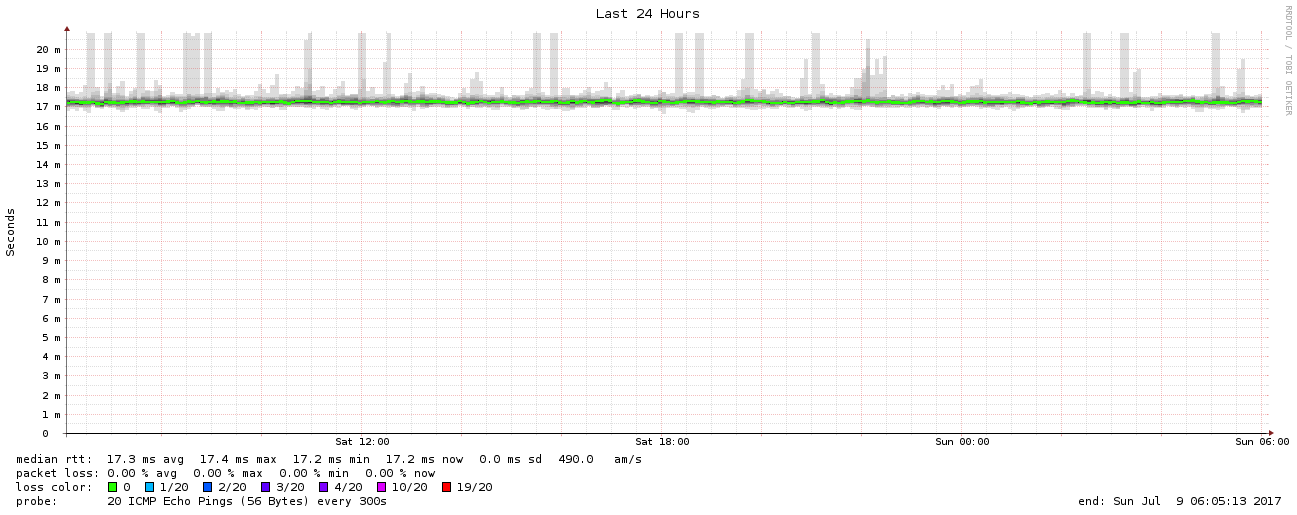 Last 24 Hours
RRDTOOL / TOBI OETIKER
Seconds
20 m
19 m
18 m
17 m
16 m
15 m
14 m
13 m
12 m
11 m
10 m
9 m
8 m
7 m
6 m
5 m
4 m
3 m
2 m
1 m
0
Sat 12:00 Sat 18:00 Sun 00:00 Sun 06:00
median rtt: 17.3 ms avg 17.4 ms max 17.2 ms min 17.2 ms now 0.0 ms sd 490.0 am/s
packet loss: 0.00 % avg 0.00 % max 0.00 % min 0.00 % now
loss color: 0 1/20 2/20 3/20 4/20 10/20 19/20
probe: 20 ICMP Echo Pings (56 Bytes) every 300s end: Sun Jul 9 06:05:13 2017